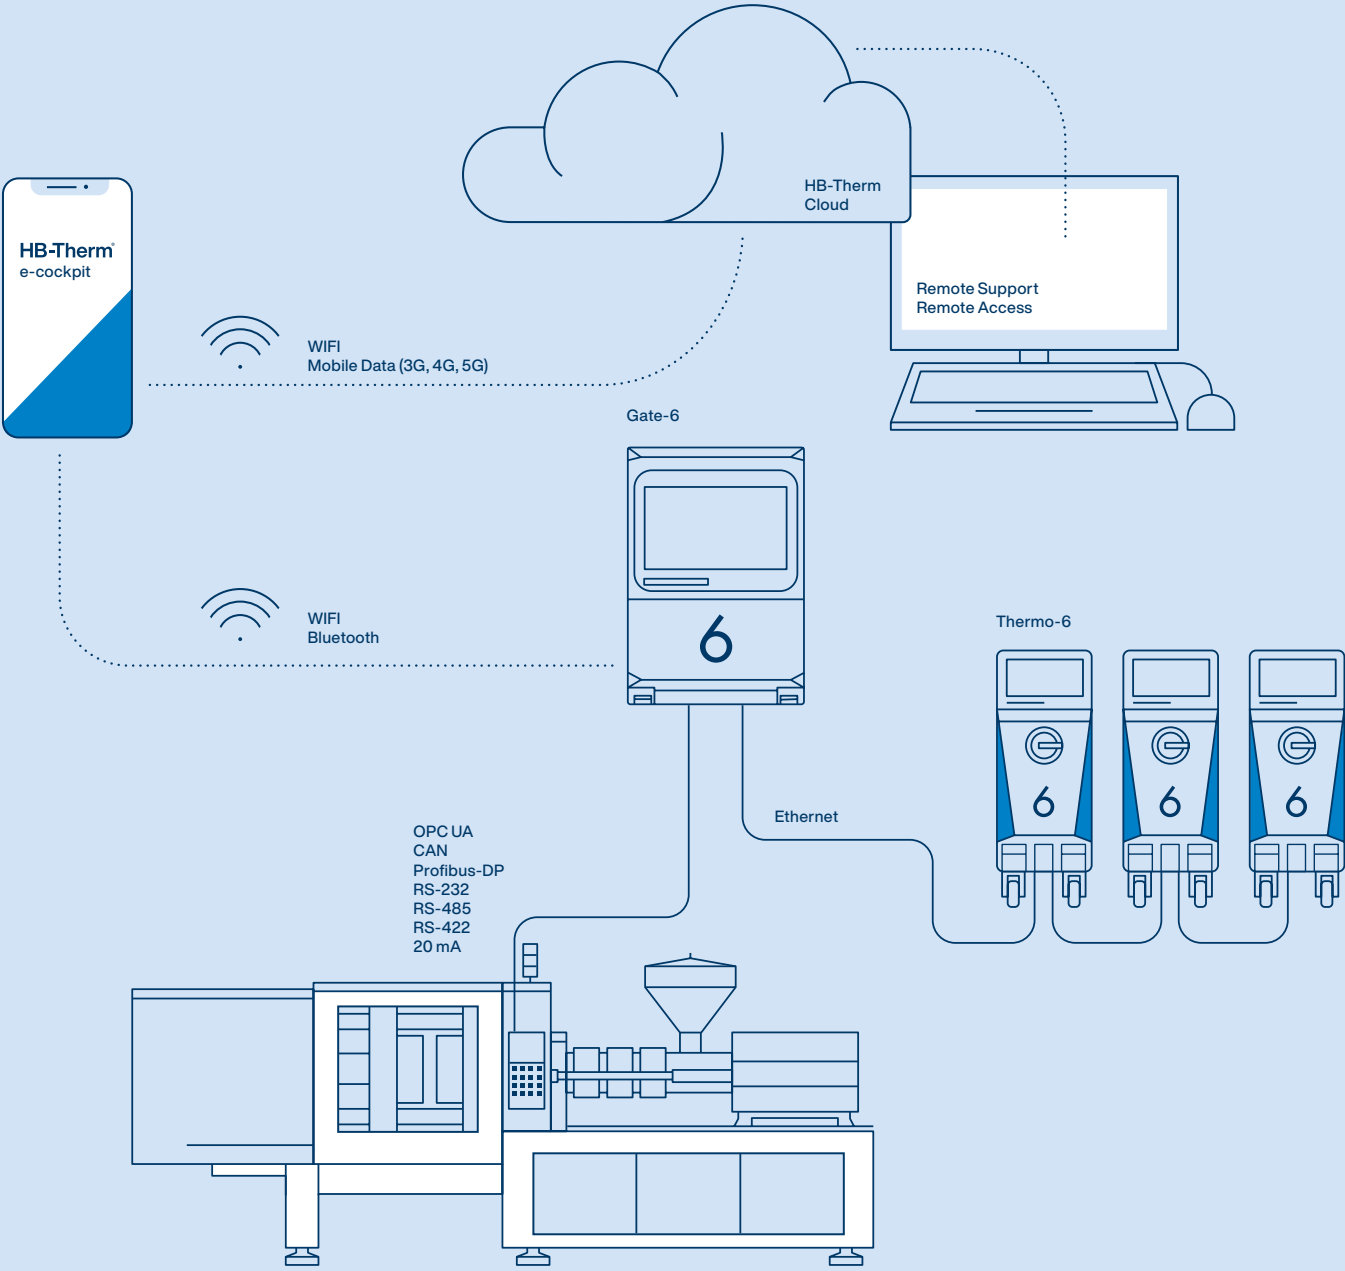 HB-Therm
Cloud
HB-Therm®
e-cockpit
Remote Support
Remote Access
WIFI
Mobile Data (3G, 4G, 5G)
Gate-6
WIFI
Bluetooth
6
Thermo-6
6
6
6
Ethernet
OPC UA
CAN
Profibus-DP
RS-232
RS-485
RS-422
20 mA